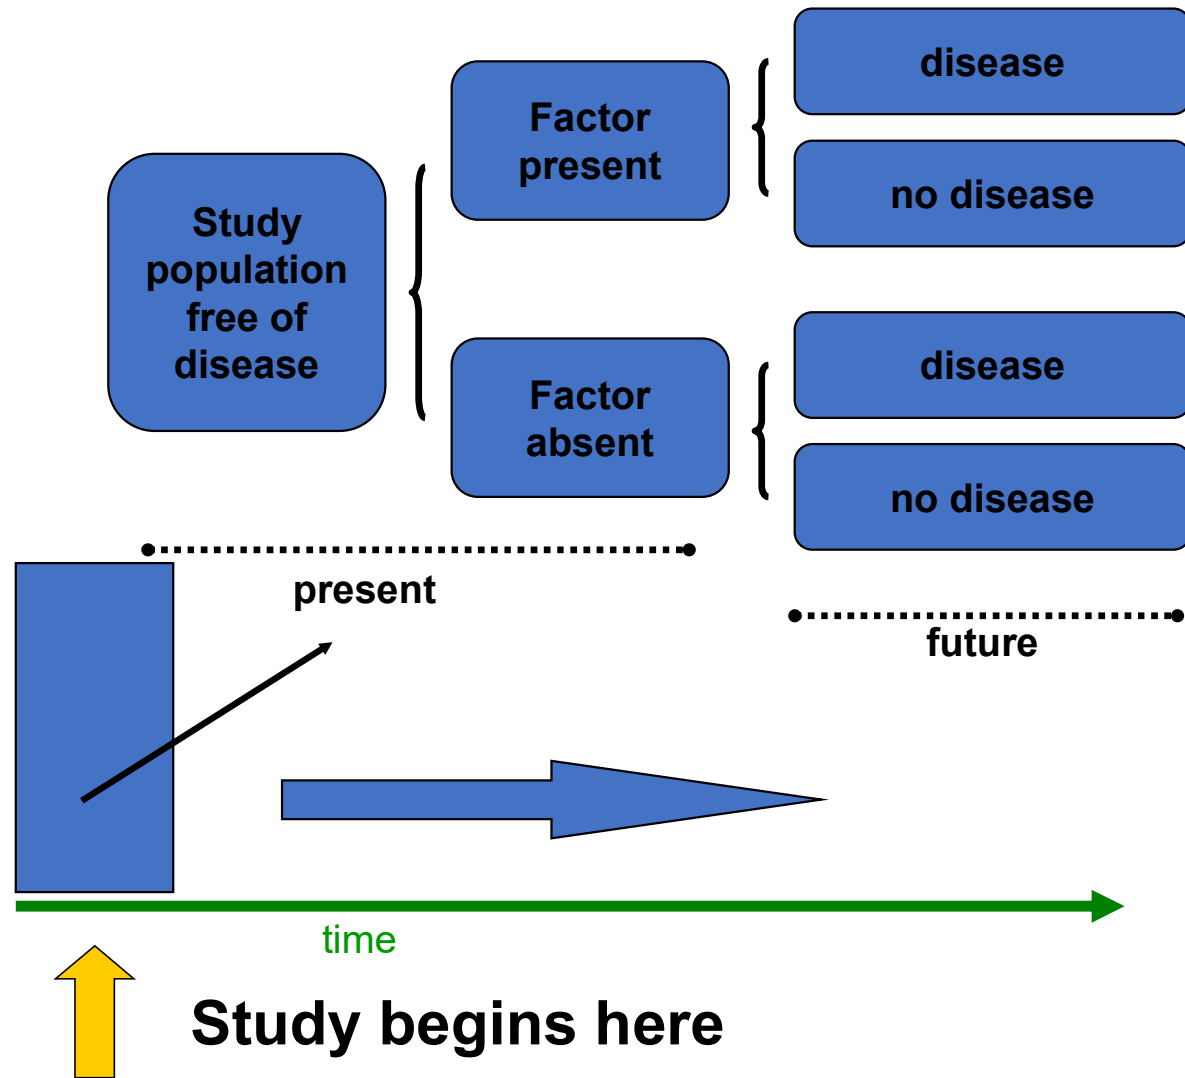 Study
population
free of
disease
Factor
present
Factor
absent
disease
no disease
disease
no disease
present
future
time
Study begins here